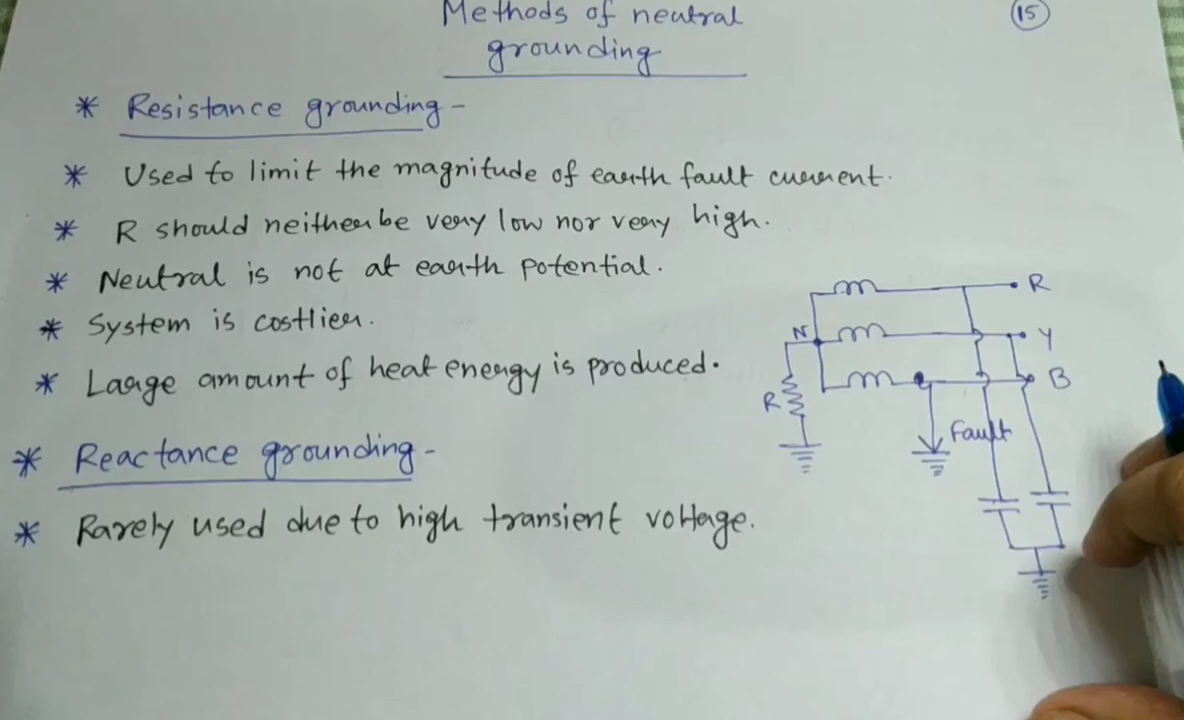 Methods of neutral
grounding
15
* Resistance grounding -
* Used to limit the magnitude of earth fault current.
* R should neither be very low nor very high.
* Neutral is not at earth potential.
* System is costlier.
* Large amount of heat energy is produced.
* Reactance grounding -
* Rarely used due to high transient voltage.
R
N
Y
B
R
Fault